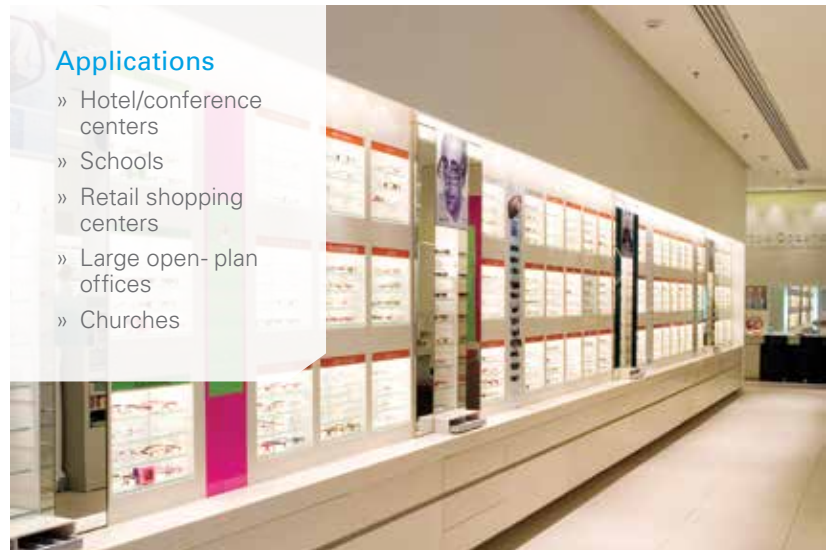 Applications
» Hotel/conference
centers
» Schools
» Retail shopping
centers
» Large open- plan
offices
» Churches